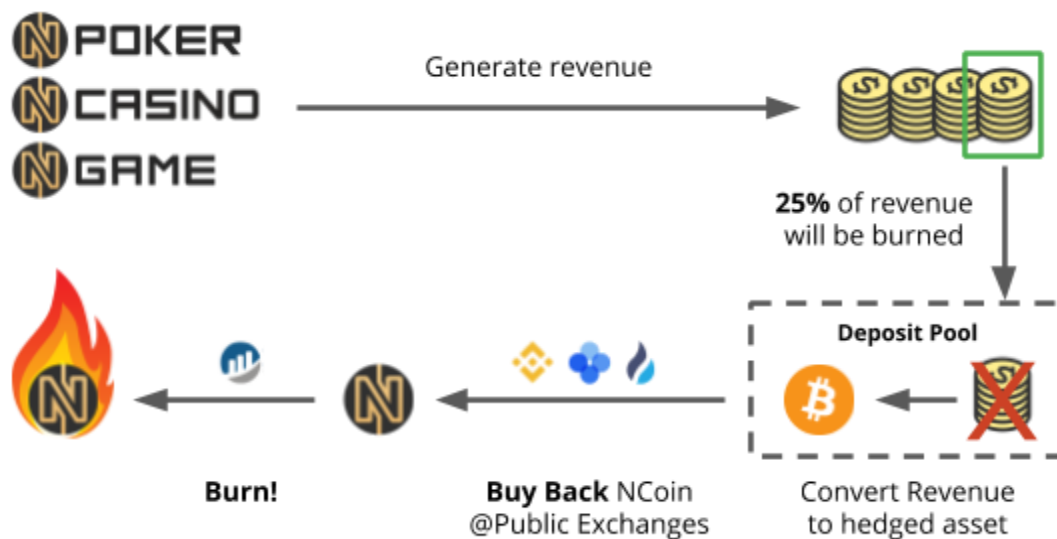 POKER
CASINO
GAME
Generate revenue
25% of revenue
will be burned
Deposit Pool
Burn!
Buy Back NCoin
@Public Exchanges
Convert Revenue
to hedged asset